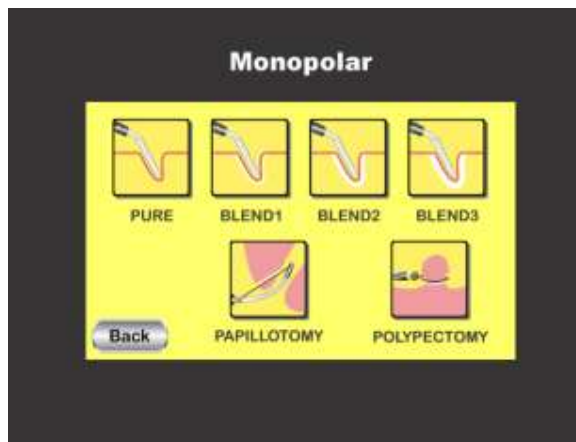 Monopolar
PURE BLEND1 BLEND2 BLEND3
PAPILLOTOMY POLYPECTOMY
Back